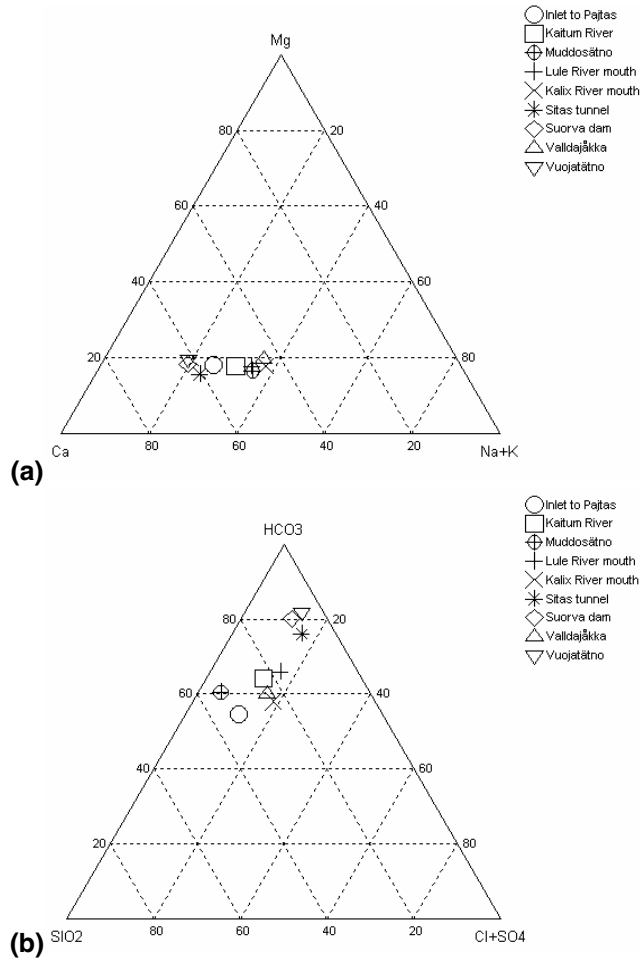 Inlet to Pajtas
Kaitum River
Muddosätno
Lule River mouth
Kalix River mouth
Sitas tunnel
Suorva dam
Valldajåkka
Vuojatätno
Mg
80 20
60 40
40 60
20 80
Ca Na+K
80 60 40 20
(a)
Inlet to Pajtas
Kaitum River
Muddosätno
Lule River mouth
Kalix River mouth
Sitas tunnel
Suorva dam
Valldajåkka
Vuojatätno
HCO3
80 20
60 40
40 60
20 80
SIO2 Cl+SO4
80 60 40 20
(b)